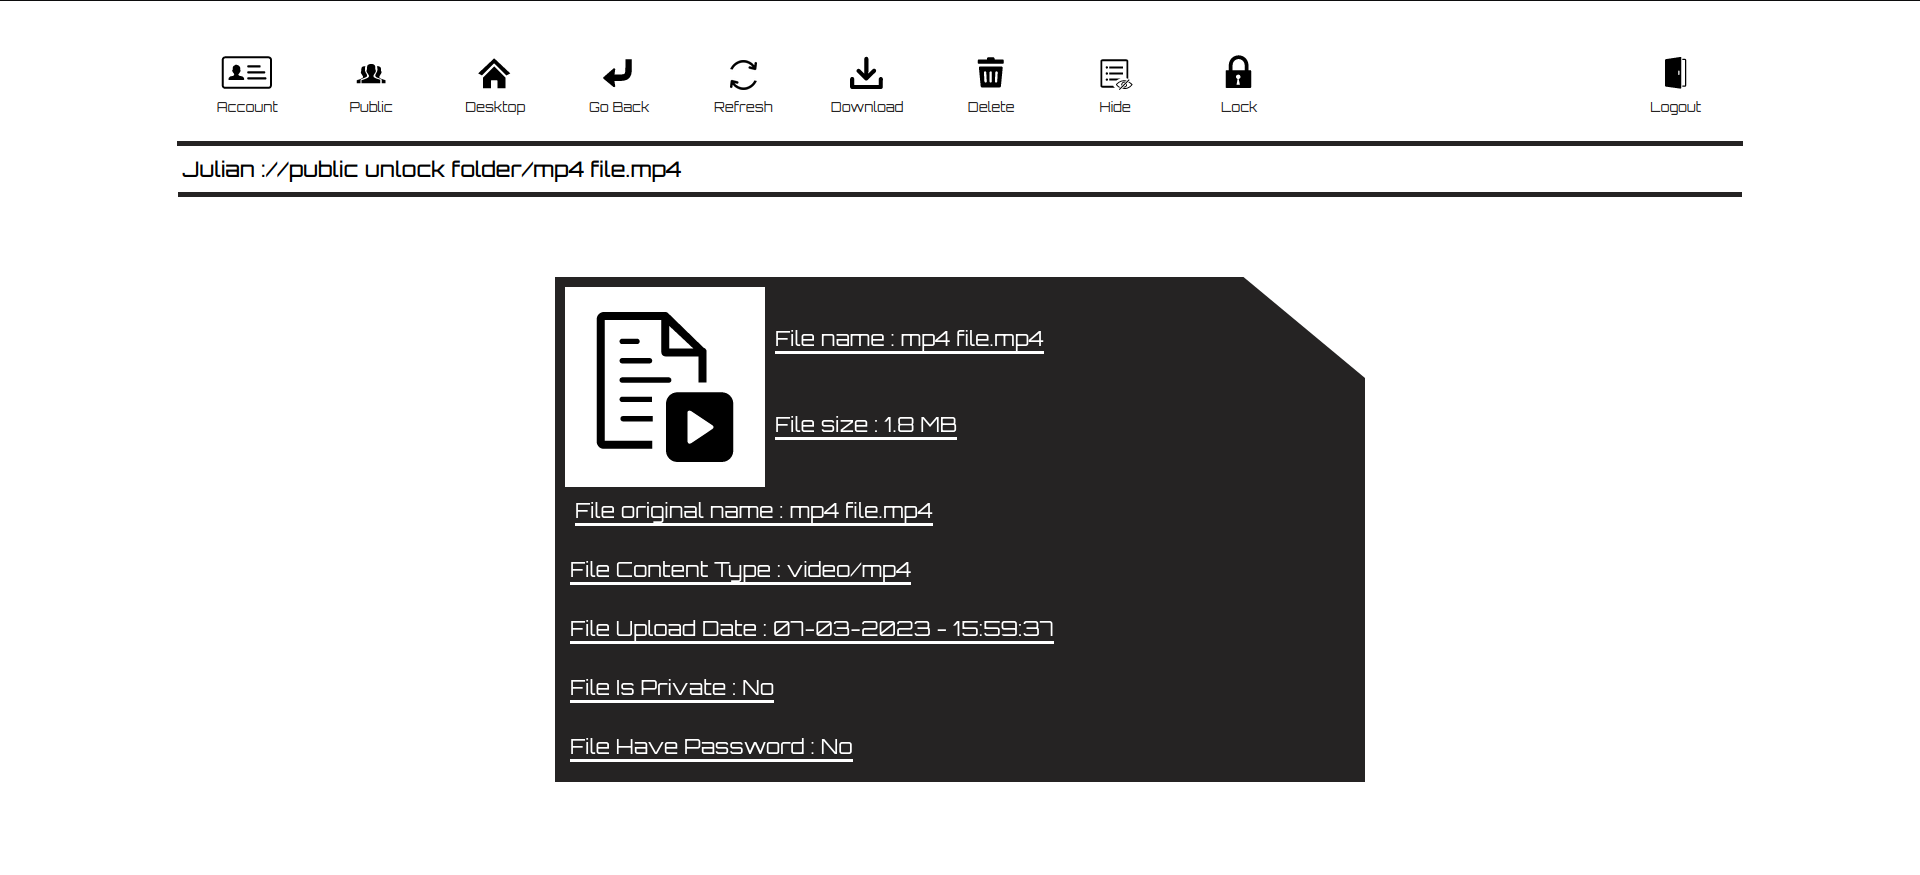 Account Public Desktop Go Back Refresh Download Delete Hide Lock Logout
Julian ://public unlock folder/mp4 file.mp4
File name : mp4 file.mp4
File size : 1.8 MB
File original name : mp4 file.mp4
File Content Type : video/mp4
File Upload Date : 07-03-2023 - 15:59:37
File Is Private : No
File Have Password : No